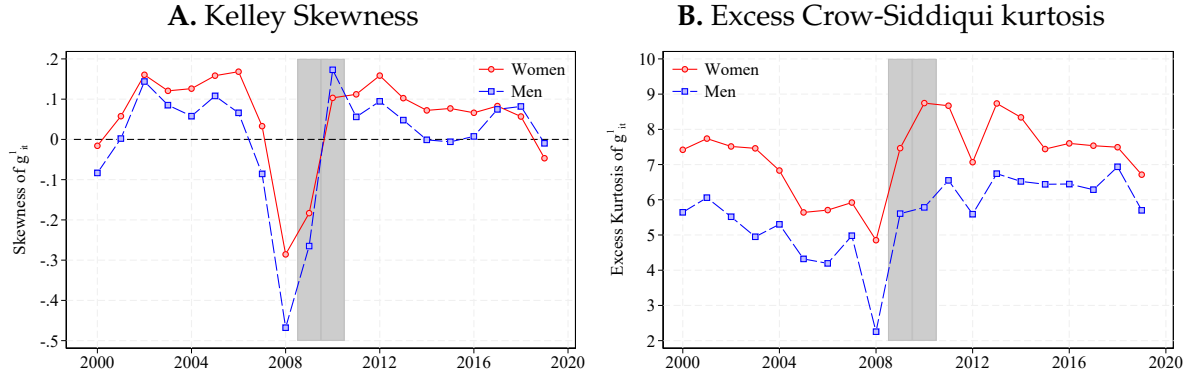 A. Kelley Skewness
Skewness of g¹ᵢₜ
.2
.1
0
-.1
-.2
-.3
-.4
-.5
Women
Men
2000 2004 2008 2012 2016 2020
B. Excess Crow-Siddiqui kurtosis
Excess Kurtosis of g¹ᵢₜ
10
9
8
7
6
5
4
3
2
Women
Men
2000 2004 2008 2012 2016 2020